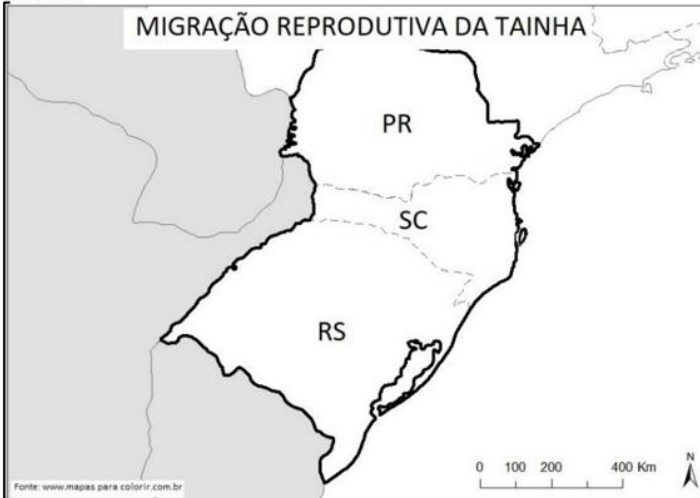 MIGRAÇÃO REPRODUTIVA DA TAINHA
PR
SC
RS
Fonte: www.mapas para colorir.com.br
0 100 200 400 Km
N